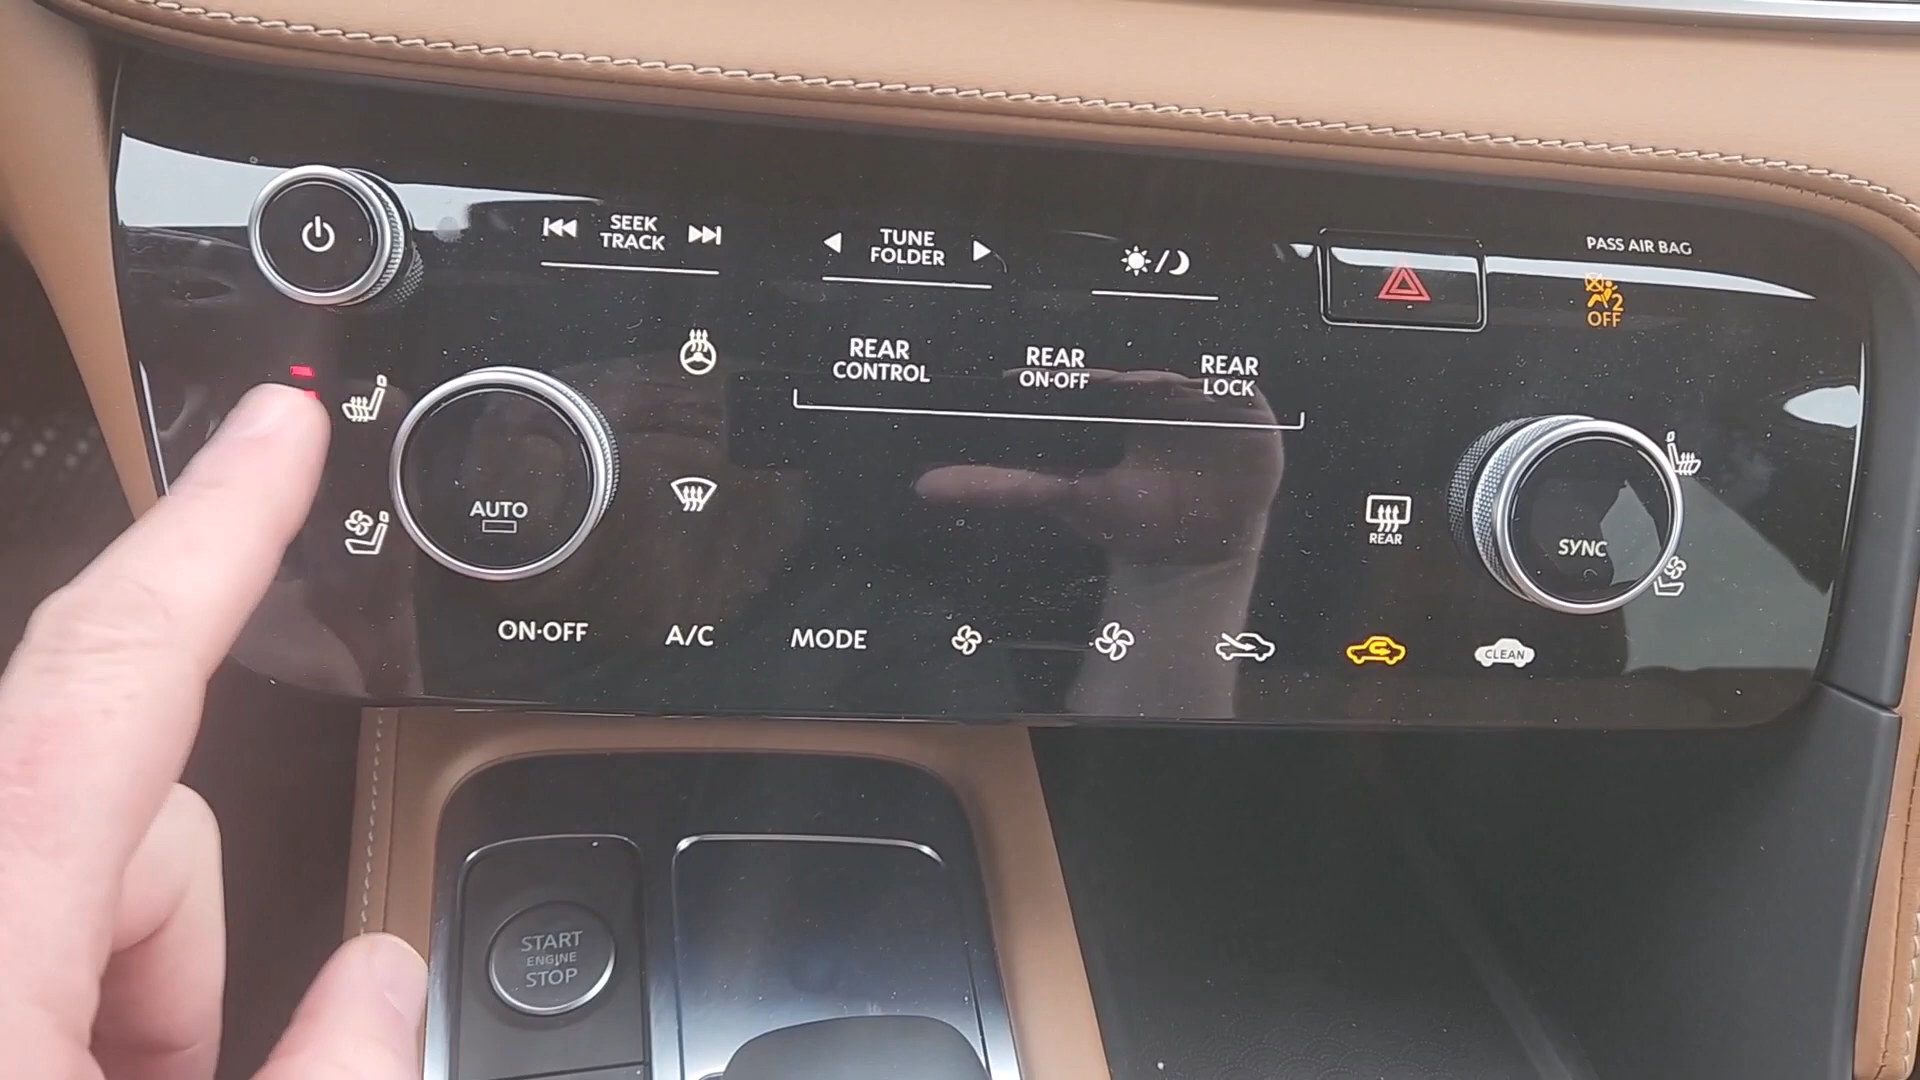 SEEK
TRACK
TUNE
FOLDER
PASS AIR BAG
2
OFF
REAR
CONTROL
REAR
ON·OFF
REAR
LOCK
AUTO
REAR
SYNC
ON·OFF
A/C
MODE
CLEAN
START
ENGINE
STOP